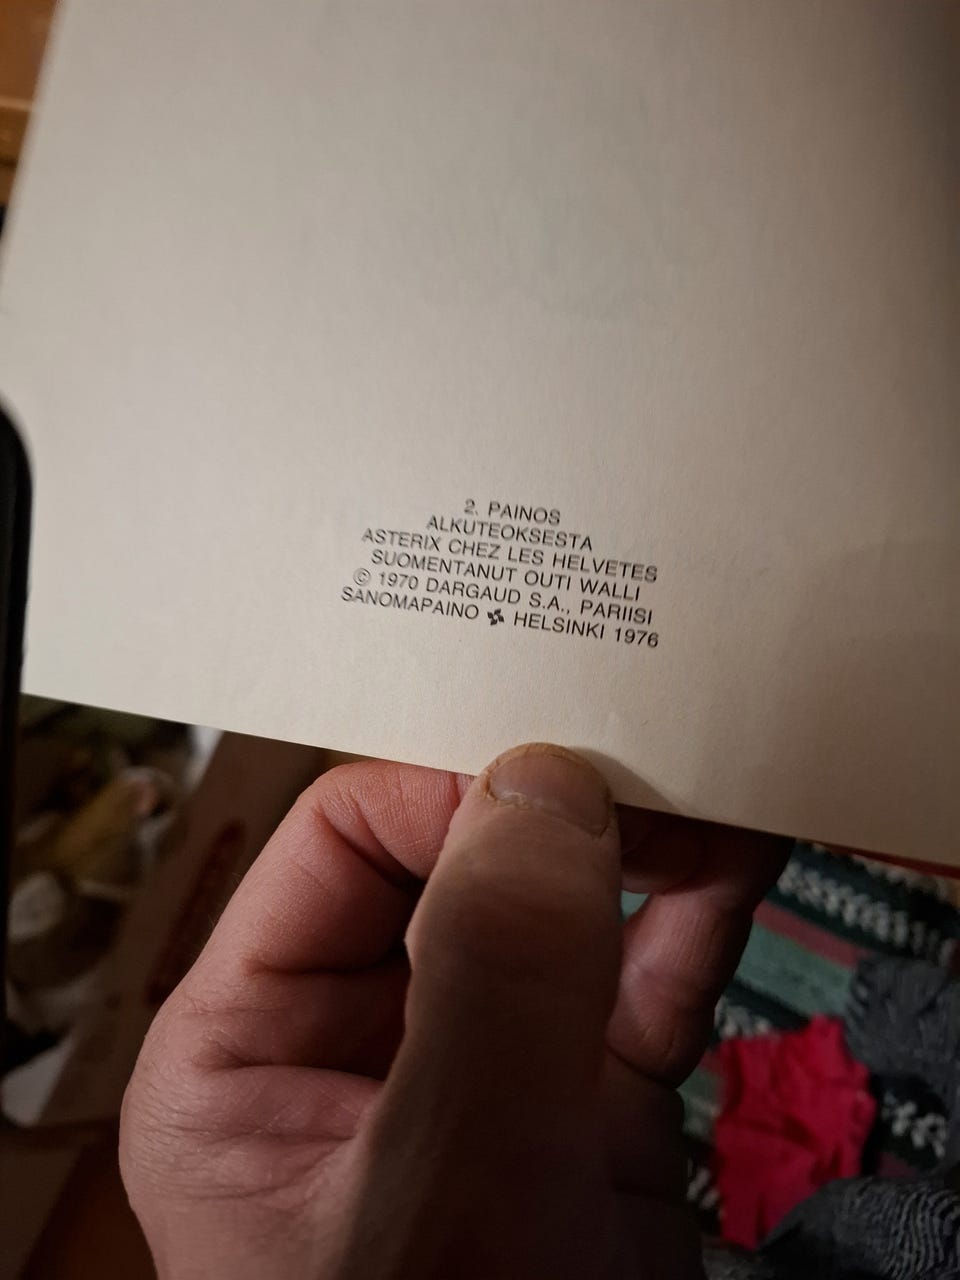 2. PAINOS
ALKUTEOKSESTA
ASTERIX CHEZ LES HELVETES
SUOMENTANUT OUTI WALLI
© 1970 DARGAUD S.A., PARIISI
SANOMAPAINO HELSINKI 1976